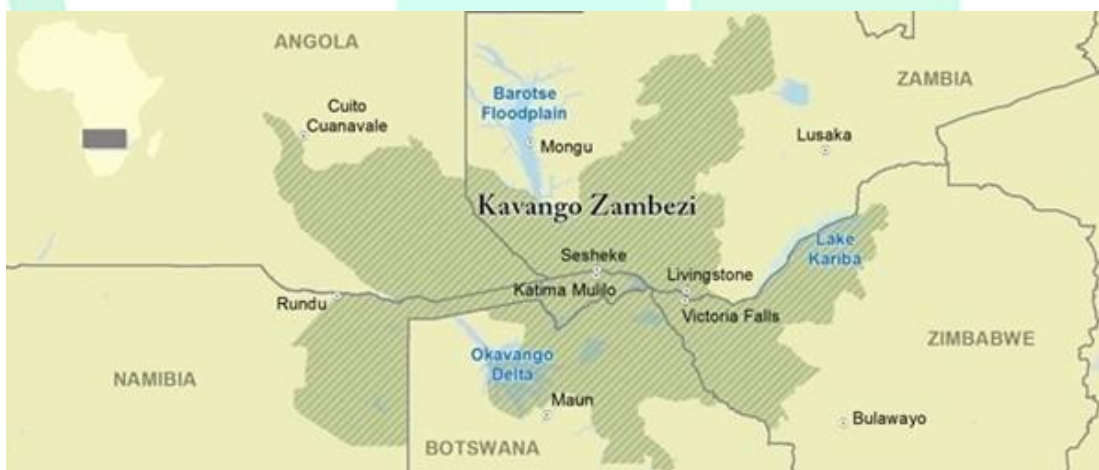 ANGOLA
ZAMBIA
Cuito
Cuanavale
Barotse
Floodplain
Mongu
Lusaka
Kavango Zambezi
Sesheke
Lake
Kariba
Livingstone
Katima Mulilo
Rundu
Victoria Falls
ZIMBABWE
Okavango
Delta
NAMIBIA
Maun
Bulawayo
BOTSWANA